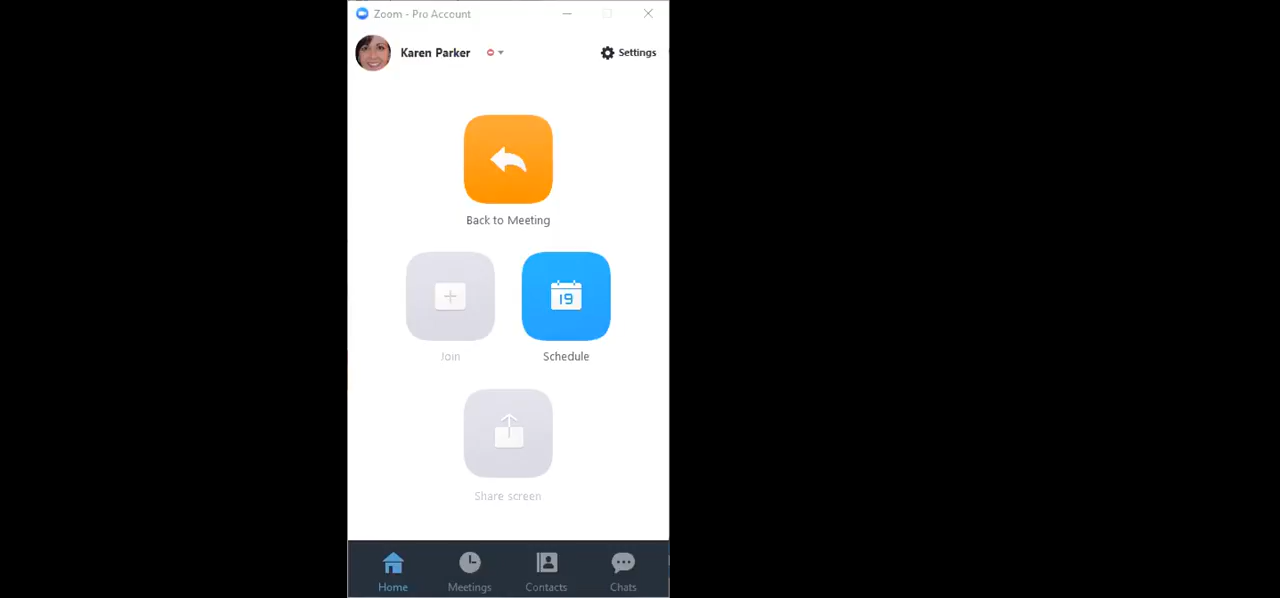 Zoom - Pro Account
Karen Parker
Settings
Back to Meeting
19
Join
Schedule
Share screen
Home
Meetings
Contacts
Chats